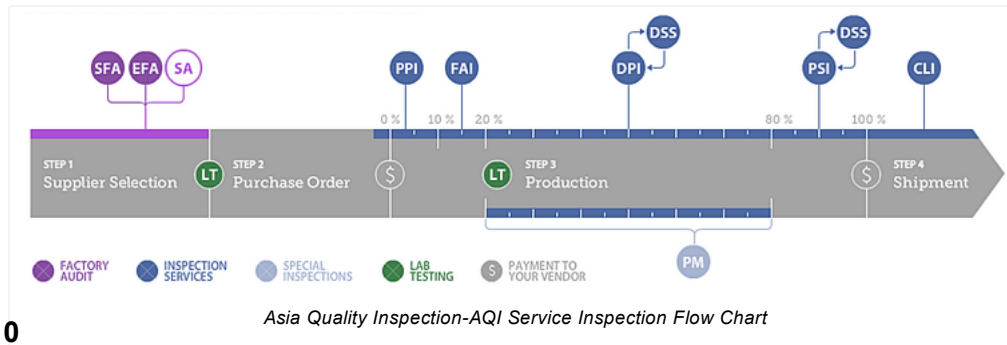 SFA EFA SA PPI FAI DPI DSS PSI DSS CLI
0 % 10 % 20 % 80 % 100 %
STEP 1
Supplier Selection
LT
STEP 2
Purchase Order
$
LT
STEP 3
Production
$
STEP 4
Shipment
PM
FACTORY
AUDIT
INSPECTION
SERVICES
SPECIAL
INSPECTIONS
LAB
TESTING
$
PAYMENT TO
YOUR VENDOR
Asia Quality Inspection-AQI Service Inspection Flow Chart
0